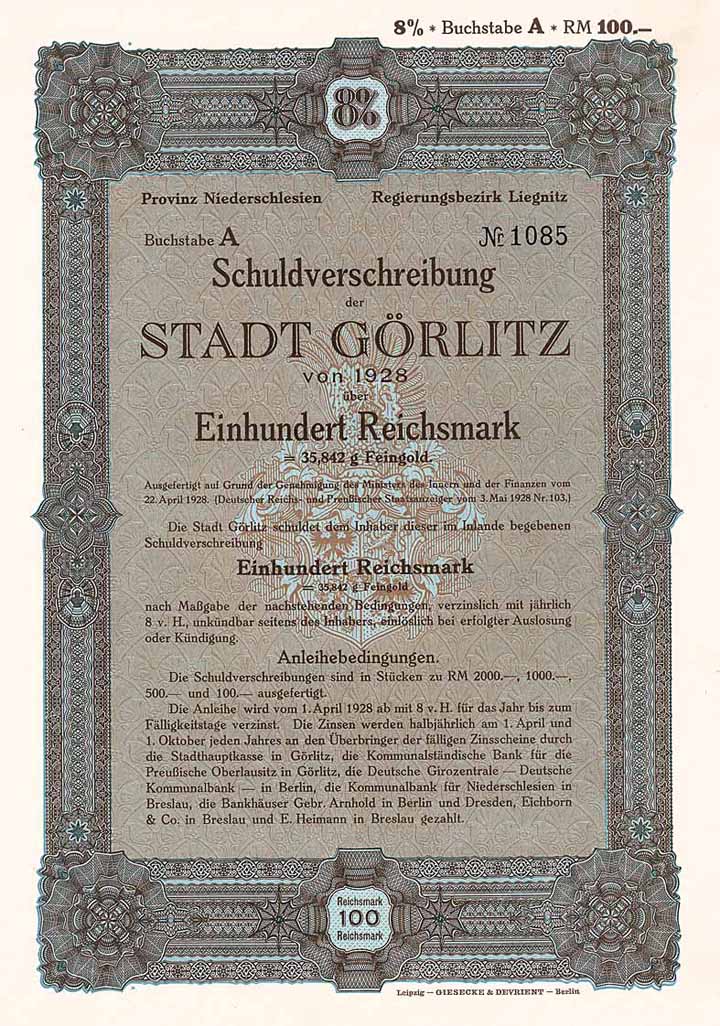 8% * Buchstabe A * RM 100.—
8%
Provinz Niederschlesien Regierungsbezirk Liegnitz
Buchstabe A № 1085
Schuldverschreibung
der
STADT GÖRLITZ
von 1928
über
Einhundert Reichsmark
= 35,842 g Feingold.
Ausgefertigt auf Grund der Genehmigung des Ministers des Innern und der Finanzen vom
22. April 1928. (Deutscher Reichs- und Preußischer Staatsanzeiger vom 3. Mai 1928 Nr. 103.)
Die Stadt Görlitz schuldet dem Inhaber dieser im Inlande begebenen
Schuldverschreibung
Einhundert Reichsmark
= 35,842 g Feingold
nach Maßgabe der nachstehenden Bedingungen, verzinslich mit jährlich
8 v. H., unkündbar seitens des Inhabers, einlöslich bei erfolgter Auslosung
oder Kündigung.
Anleihebedingungen.
Die Schuldverschreibungen sind in Stücken zu RM 2000.—, 1000.—,
500.— und 100.— ausgefertigt.
Die Anleihe wird vom 1. April 1928 ab mit 8 v. H. für das Jahr bis zum
Fälligkeitstage verzinst. Die Zinsen werden halbjährlich am 1. April und
1. Oktober jeden Jahres an den Überbringer der fälligen Zinsscheine durch
die Stadthauptkasse in Görlitz, die Kommunalständische Bank für die
Preußische Oberlausitz in Görlitz, die Deutsche Girozentrale — Deutsche
Kommunalbank — in Berlin, die Kommunalbank für Niederschlesien in
Breslau, die Bankhäuser Gebr. Arnhold in Berlin und Dresden, Eichborn
& Co. in Breslau und E. Heimann in Breslau gezahlt.
Reichsmark
100
Reichsmark
Leipzig — GIESECKE & DEVRIENT — Berlin